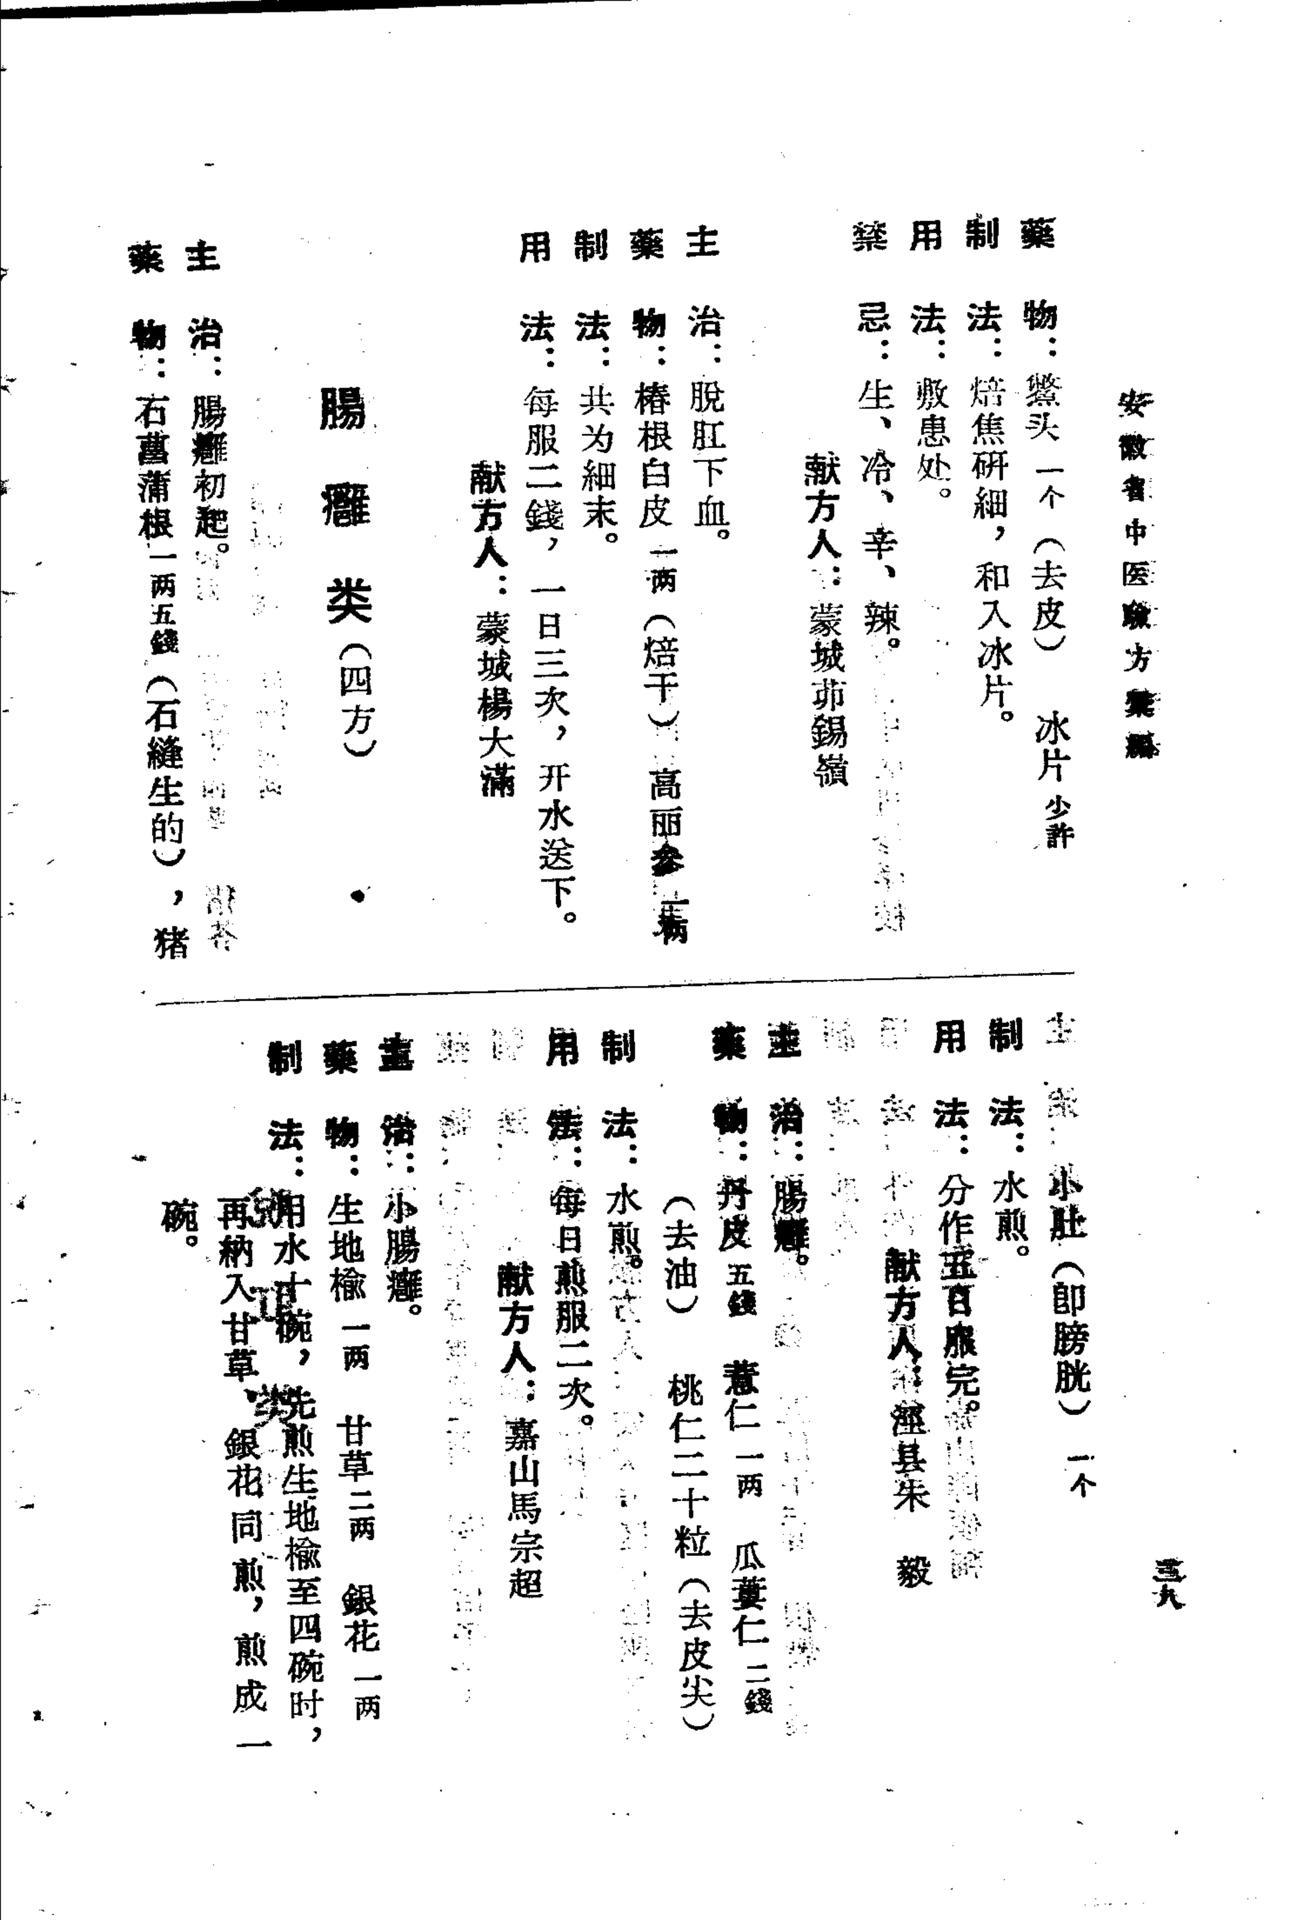 安徽省中医驗方叢編
藥　物：鱉头一个（去皮）　冰片少許
制　法：焙焦研細，和入冰片。
用　法：敷患处。
禁　忌：生、冷、辛、辣。
献方人：蒙城茆錫嶺
主　治：脫肛下血。
藥　物：椿根白皮一两（焙干）　高丽参一两
制　法：共为細末。
用　法：每服二錢，一日三次，开水送下。
献方人：蒙城楊大滿
腸癰类（四方）
主　治：腸癰初起。
藥　物：石菖蒲根一两五錢（石縫生的），猪
小肚（卽膀胱）一个
制　法：水煎。
用　法：分作五百服完。
献方人：涇县朱　毅
主　治：腸癰。
藥　物：丹皮五錢　薏仁一两　瓜蔞仁二錢
（去油）　桃仁二十粒（去皮尖）
制　法：水煎。
用　法：每日煎服二次。
献方人：嘉山馬宗超
主　治：小腸癰。
藥　物：生地楡一两　甘草二两　銀花一两
制　法：用水十碗，先煎生地楡至四碗时，
再納入甘草、銀花同煎，煎成一
碗。
三九